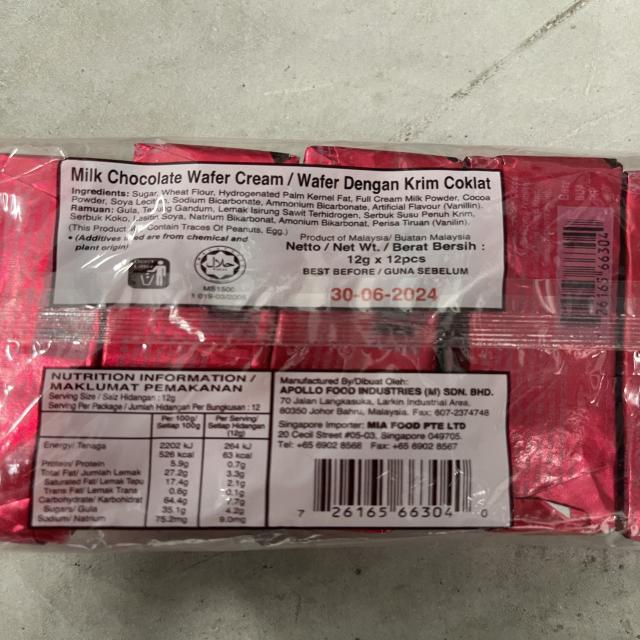 Milk Chocolate Wafer Cream / Wafer Dengan Krim Coklat
Ingredients: Sugar, Wheat Flour, Hydrogenated Palm Kernel Fat, Full Cream Milk Powder, Cocoa
Powder, Soya Lecithin, Sodium Bicarbonate, Ammonium Bicarbonate, Artificial Flavour (Vanillin).
Ramuan: Gula, Tepung Gandum, Lemak Isirung Sawit Terhidrogen, Serbuk Susu Penuh Krim,
Serbuk Koko, Lesitin Soya, Natrium Bikarbonat, Amonium Bikarbonat, Perisa Tiruan (Vanilin).
(This Product May Contain Traces Of Peanuts, Egg.)
• (Additives used are from chemical and
plant origin)
Product of Malaysia/ Buatan Malaysia
Netto / Net Wt. / Berat Bersih :
12g x 12pcs
BEST BEFORE / GUNA SEBELUM
30-06-2024
MS1500
1 019-03/2005
26165 66304
NUTRITION INFORMATION /
MAKLUMAT PEMAKANAN
Serving Size / Saiz Hidangan :12g
Serving Per Package / Jumlah Hidangan Per Bungkusan : 12
Per 100g/ Setiap 100g Per Serving/ Setiap Hidangan (12g)
Energy/ Tenaga 2202 kJ 264 kJ
526 kcal 63 kcal
Protein/ Protein 5.9g 0.7g
Total Fat/ Jumlah Lemak 27.2g 3.3g
Saturated Fat/ Lemak Tepu 17.4g 2.1g
Trans Fat/ Lemak Trans 0.6g 0.1g
Carbohydrate/ Karbohidrat 64.4g 7.7g
Sugars/ Gula 35.1g 4.2g
Sodium/ Natrium 75.2mg 9.0mg
Manufactured By/Dibuat Oleh:
APOLLO FOOD INDUSTRIES (M) SDN. BHD.
70 Jalan Langkasuka, Larkin Industrial Area,
80350 Johor Bahru, Malaysia. Fax: 607-2374748
Singapore Importer: MIA FOOD PTE LTD
20 Cecil Street #05-03, Singapore 049705.
Tel: +65 6902 8566 Fax: +65 6902 8567
7 26165 66304 0